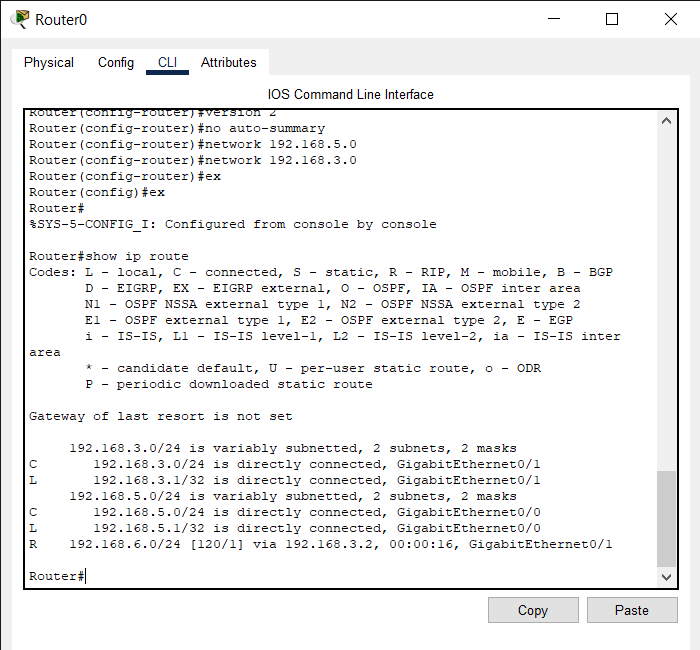 Router0
Physical Config CLI Attributes
IOS Command Line Interface
Router(config-router)#version 2
Router(config-router)#no auto-summary
Router(config-router)#network 192.168.5.0
Router(config-router)#network 192.168.3.0
Router(config-router)#ex
Router(config)#ex
Router#
%SYS-5-CONFIG_I: Configured from console by console

Router#show ip route
Codes: L - local, C - connected, S - static, R - RIP, M - mobile, B - BGP
       D - EIGRP, EX - EIGRP external, O - OSPF, IA - OSPF inter area
       N1 - OSPF NSSA external type 1, N2 - OSPF NSSA external type 2
       E1 - OSPF external type 1, E2 - OSPF external type 2, E - EGP
       i - IS-IS, L1 - IS-IS level-1, L2 - IS-IS level-2, ia - IS-IS inter
area
       * - candidate default, U - per-user static route, o - ODR
       P - periodic downloaded static route

Gateway of last resort is not set

     192.168.3.0/24 is variably subnetted, 2 subnets, 2 masks
C       192.168.3.0/24 is directly connected, GigabitEthernet0/1
L       192.168.3.1/32 is directly connected, GigabitEthernet0/1
     192.168.5.0/24 is variably subnetted, 2 subnets, 2 masks
C       192.168.5.0/24 is directly connected, GigabitEthernet0/0
L       192.168.5.1/32 is directly connected, GigabitEthernet0/0
R    192.168.6.0/24 [120/1] via 192.168.3.2, 00:00:16, GigabitEthernet0/1

Router#
Copy Paste